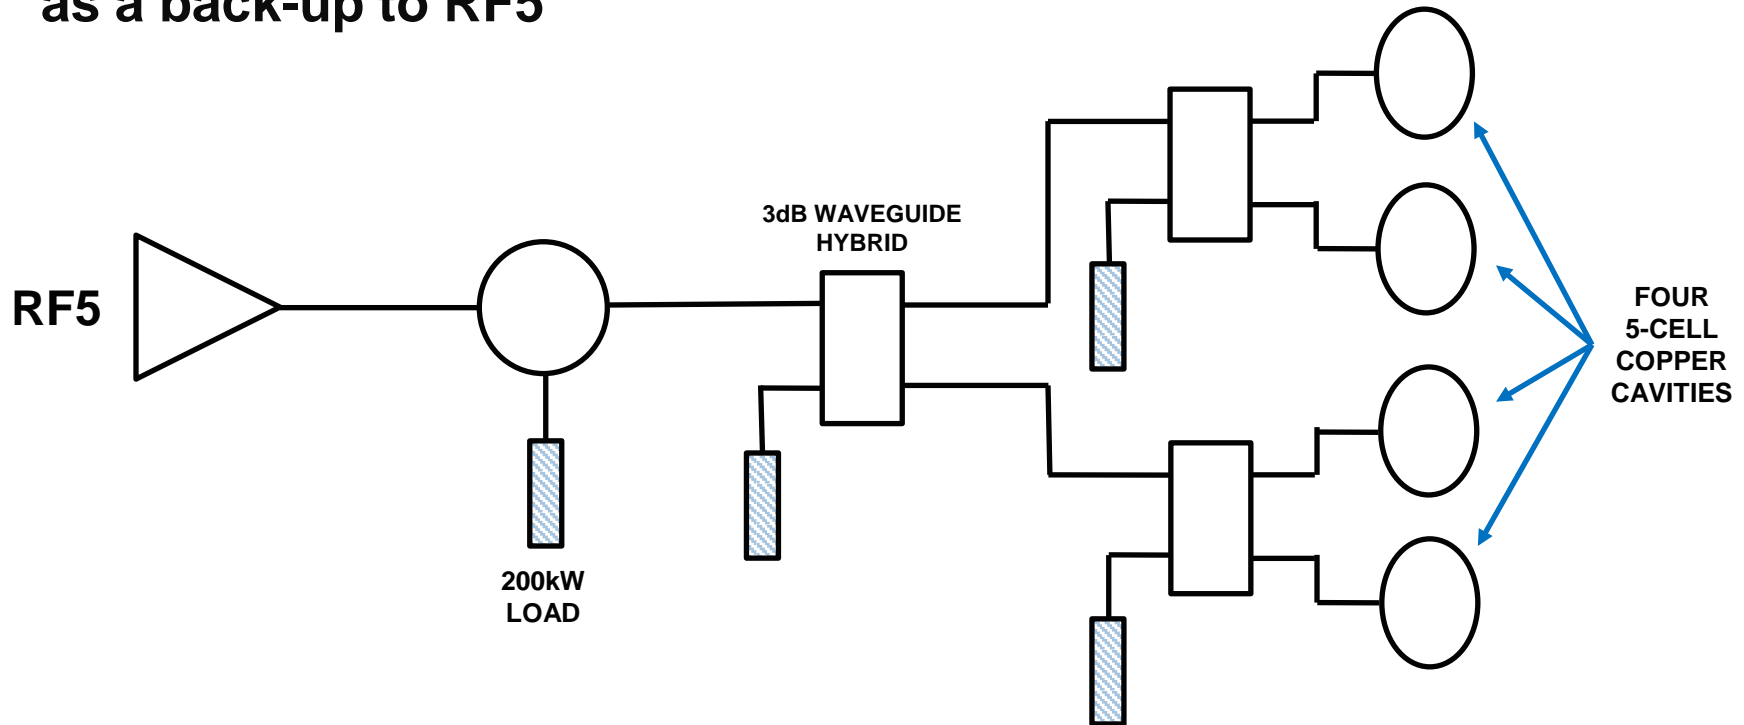 as a back-up to RF5
3dB WAVEGUIDE
HYBRID
RF5
FOUR
5-CELL
COPPER
CAVITIES
200kW
LOAD